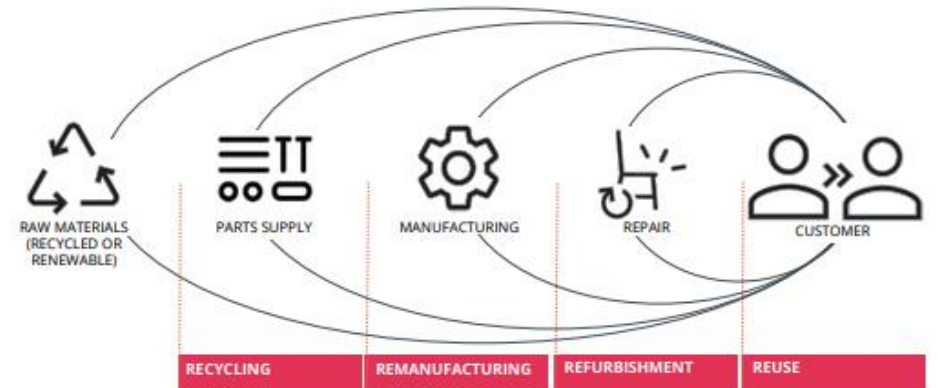 RAW MATERIALS
(RECYCLED OR
RENEWABLE)
PARTS SUPPLY
MANUFACTURING
REPAIR
CUSTOMER
RECYCLING
REMANUFACTURING
REFURBISHMENT
REUSE